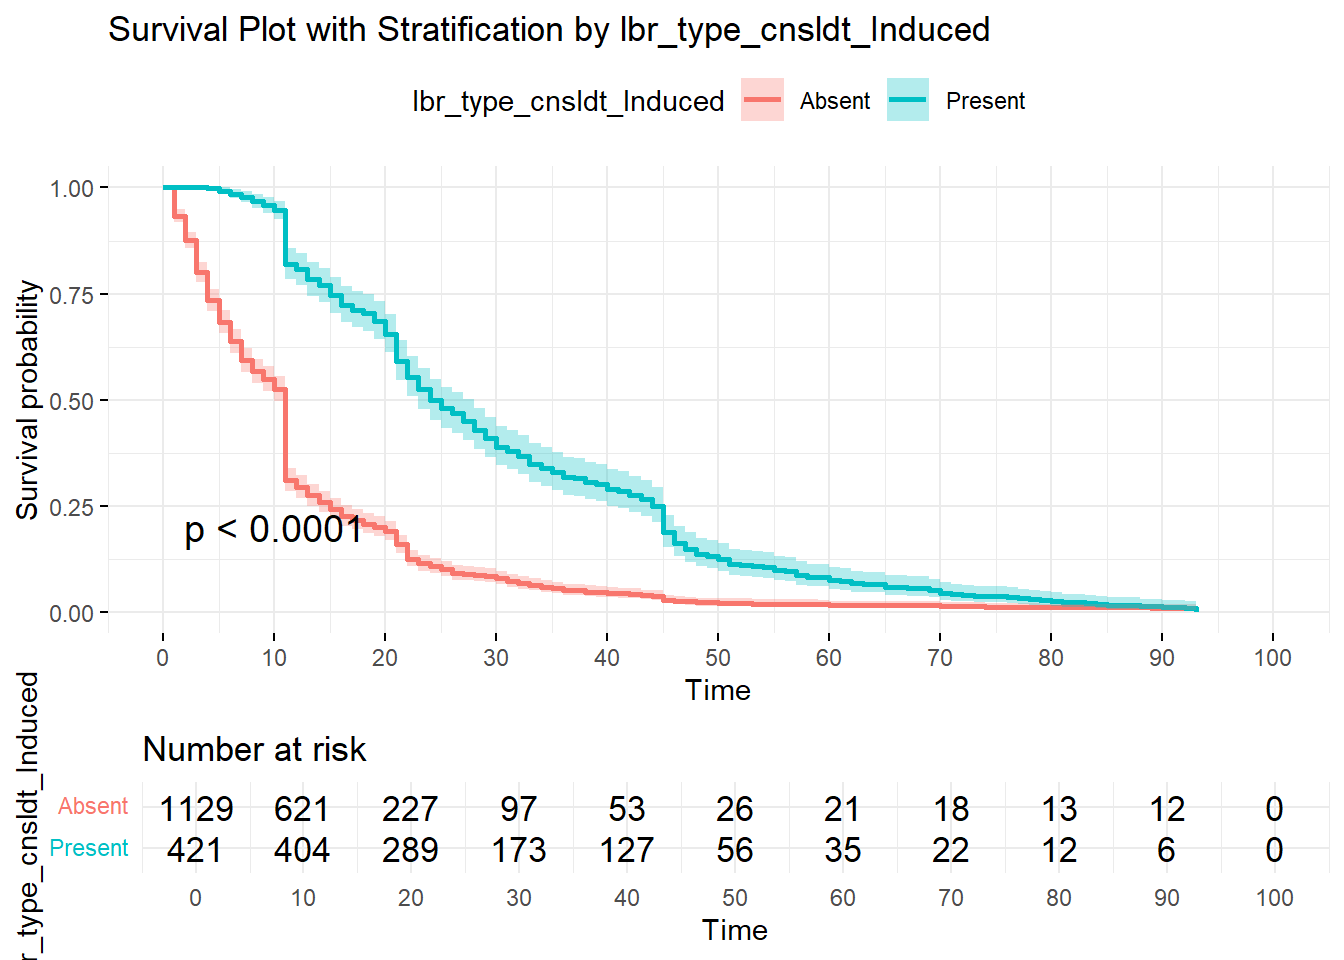 Survival Plot with Stratification by lbr_type_cnsldt_Induced
lbr_type_cnsldt_Induced Absent Present
Survival probability
1.00
0.75
0.50
0.25
0.00
p < 0.0001
0 10 20 30 40 50 60 70 80 90 100
Time
Number at risk
r_type_cnsldt_Induced
Absent 1129 621 227 97 53 26 21 18 13 12 0
Present 421 404 289 173 127 56 35 22 12 6 0
0 10 20 30 40 50 60 70 80 90 100
Time